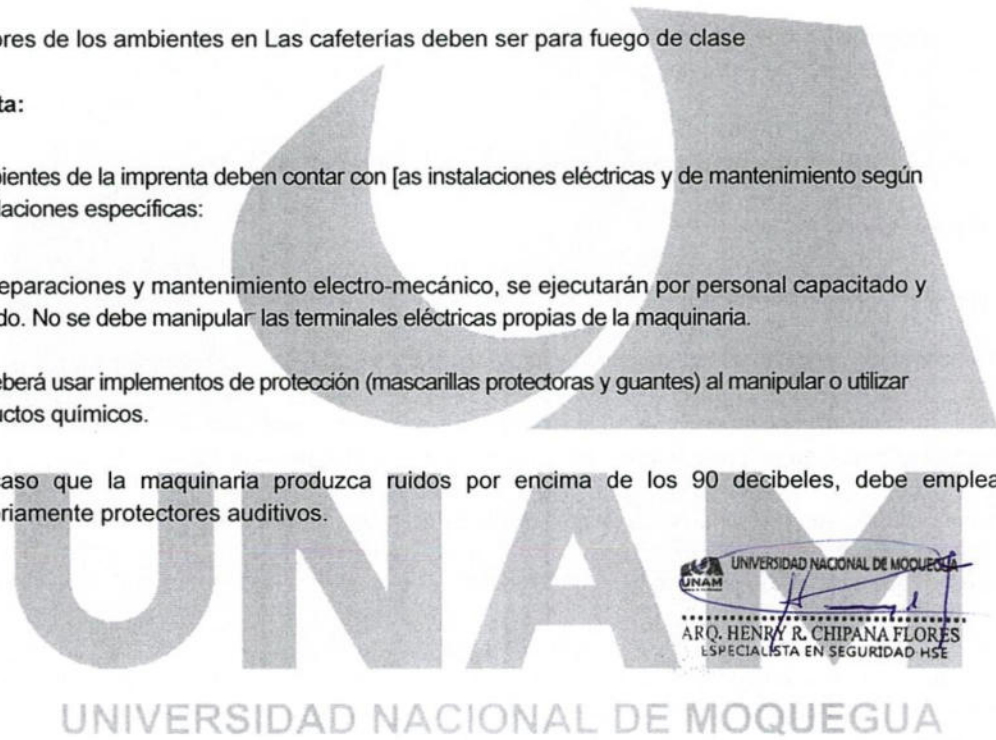 ores de los ambientes en Las cafeterías deben ser para fuego de clase
ta:
bientes de la imprenta deben contar con [as instalaciones eléctricas y de mantenimiento según
laciones específicas:
eparaciones y mantenimiento electro-mecánico, se ejecutarán por personal capacitado y
do. No se debe manipular las terminales eléctricas propias de la maquinaria.
eberá usar implementos de protección (mascarillas protectoras y guantes) al manipular o utilizar
uctos químicos.
aso que la maquinaria produzca ruidos por encima de los 90 decibeles, debe emplea
riamente protectores auditivos.
UNAM
UNIVERSIDAD NACIONAL DE MOQUEGUA
UNAM
ARQ. HENRY R. CHIPANA FLORES
ESPECIALISTA EN SEGURIDAD HSE
UNIVERSIDAD NACIONAL DE MOQUEGUA